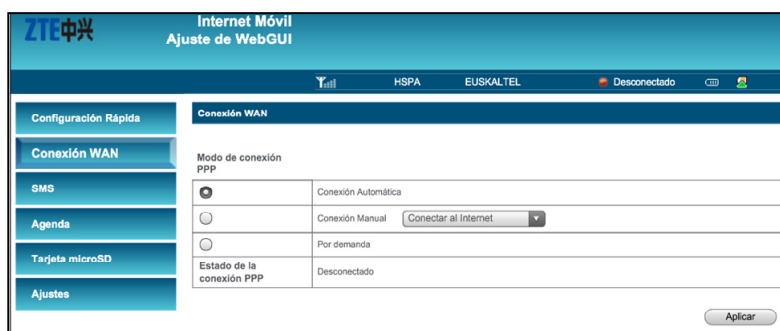 ZTE中兴
Internet Móvil
Ajuste de WebGUI
HSPA EUSKALTEL Desconectado
Configuración Rápida
Conexión WAN
SMS
Agenda
Tarjeta microSD
Ajustes
Conexión WAN
Modo de conexión
PPP
Conexión Automática
Conexión Manual Conectar al Internet
Por demanda
Estado de la
conexión PPP
Desconectado
Aplicar